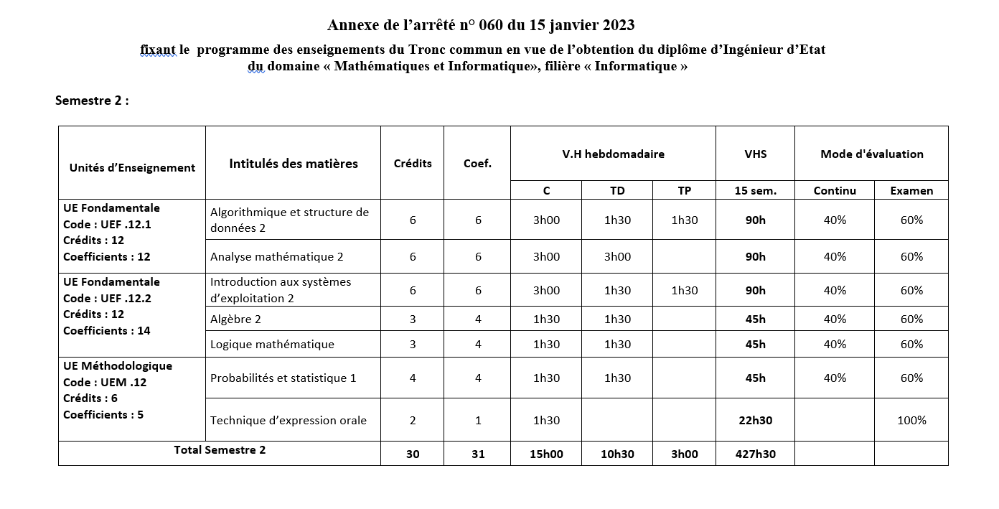 Annexe de l’arrêté n° 060 du 15 janvier 2023
fixant le  programme des enseignements du Tronc commun en vue de l’obtention du diplôme d’Ingénieur d’Etat
du domaine « Mathématiques et Informatique», filière « Informatique »
Semestre 2 :
Unités d’Enseignement Intitulés des matières Crédits Coef. V.H hebdomadaire VHS Mode d'évaluation
C TD TP 15 sem. Continu Examen
UE Fondamentale
Code : UEF .12.1
Crédits : 12
Coefficients : 12
Algorithmique et structure de
données 2
6 6 3h00 1h30 1h30 90h 40% 60%
Analyse mathématique 2 6 6 3h00 3h00 90h 40% 60%
UE Fondamentale
Code : UEF .12.2
Crédits : 12
Coefficients : 14
Introduction aux systèmes
d’exploitation 2
6 6 3h00 1h30 1h30 90h 40% 60%
Algèbre 2 3 4 1h30 1h30 45h 40% 60%
Logique mathématique 3 4 1h30 1h30 45h 40% 60%
UE Méthodologique
Code : UEM .12
Crédits : 6
Coefficients : 5
Probabilités et statistique 1 4 4 1h30 1h30 45h 40% 60%
Technique d’expression orale 2 1 1h30 22h30 100%
Total Semestre 2 30 31 15h00 10h30 3h00 427h30